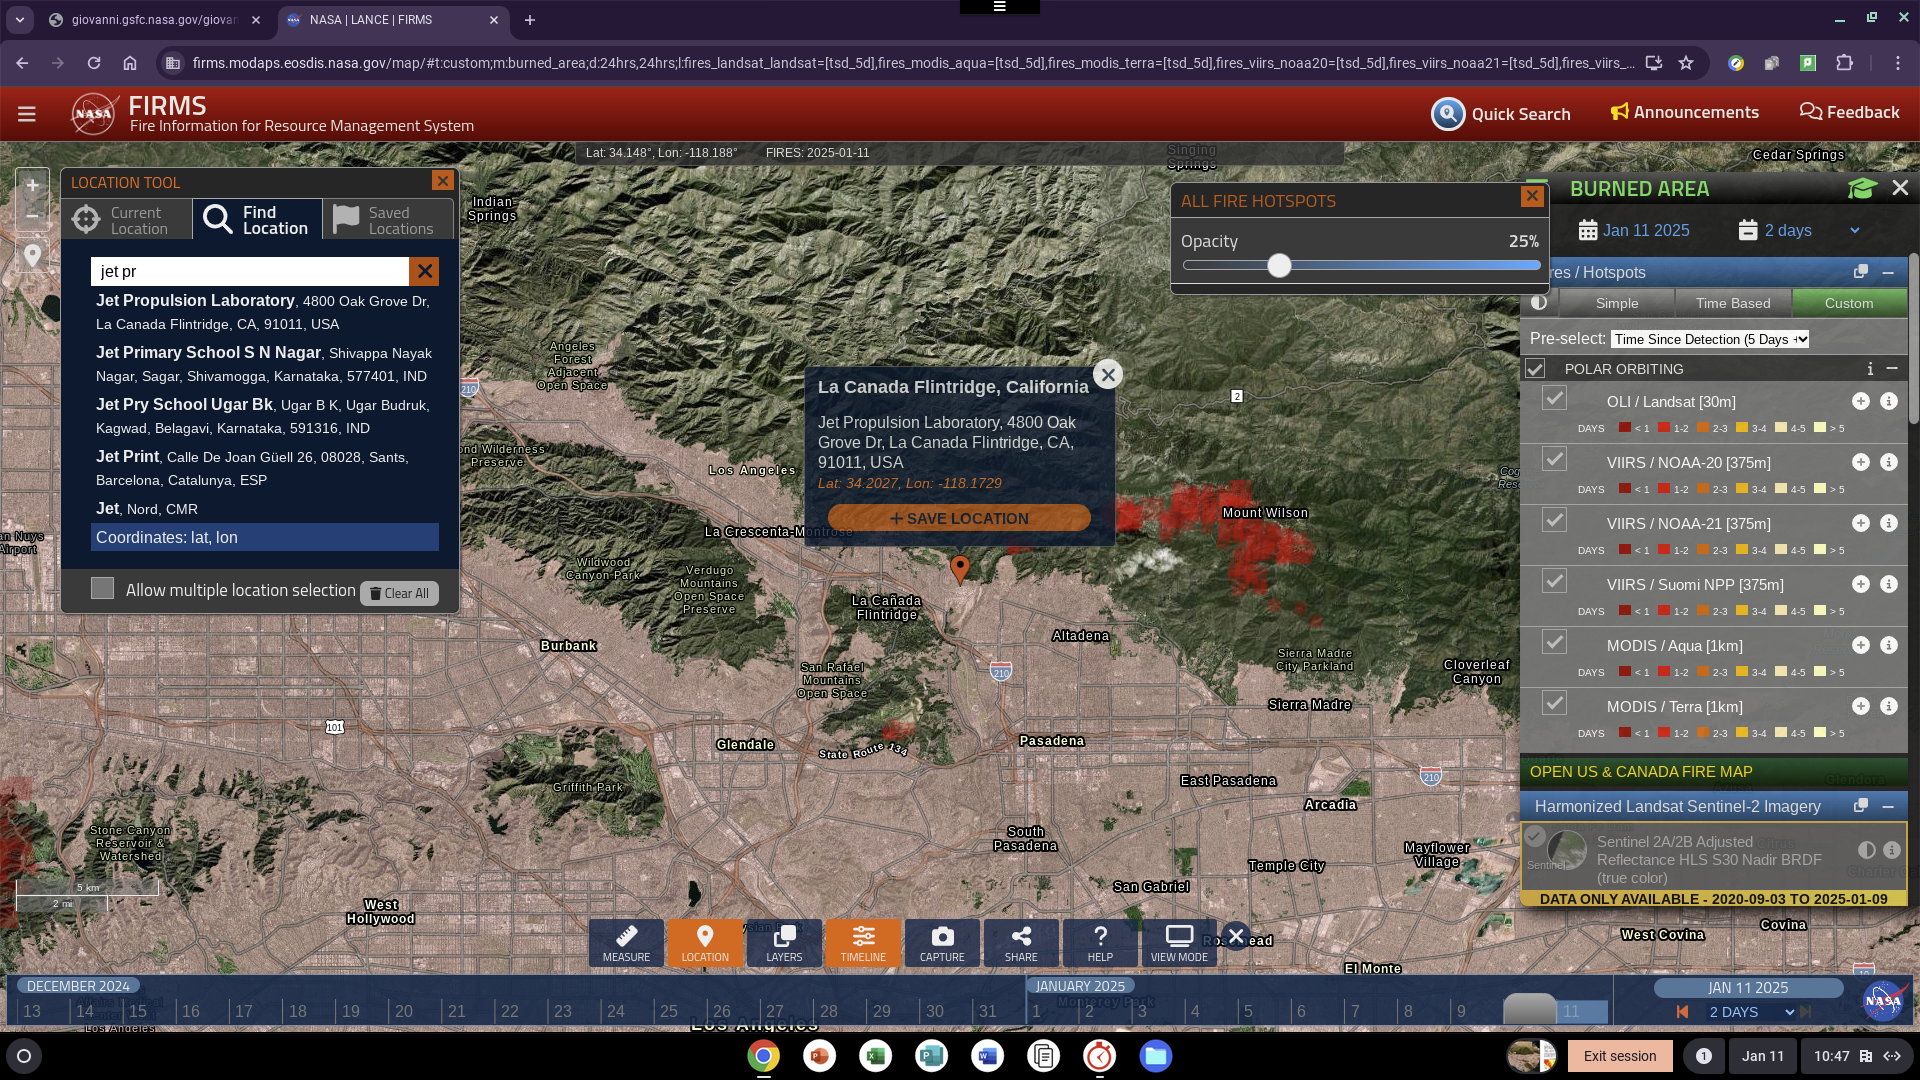 giovanni.gsfc.nasa.gov/giovan
NASA | LANCE | FIRMS
firms.modaps.eosdis.nasa.gov/map/#t:custom;m:burned_area;d:24hrs,24hrs;l:fires_landsat_landsat=[tsd_5d],fires_modis_aqua=[tsd_5d],fires_modis_terra=[tsd_5d],fires_viirs_noaa20=[tsd_5d],fires_viirs_noaa21=[tsd_5d],fires_viirs_...
NASA
FIRMS
Fire Information for Resource Management System
Quick Search
Announcements
Feedback
Lat: 34.148°, Lon: -118.188°
FIRES: 2025-01-11
Singing
Springs
Cedar Springs
LOCATION TOOL
Current
Location
Find
Location
Saved
Locations
jet pr
Jet Propulsion Laboratory, 4800 Oak Grove Dr,
La Canada Flintridge, CA, 91011, USA
Jet Primary School S N Nagar, Shivappa Nayak
Nagar, Sagar, Shivamogga, Karnataka, 577401, IND
Jet Pry School Ugar Bk, Ugar B K, Ugar Budruk,
Kagwad, Belagavi, Karnataka, 591316, IND
Jet Print, Calle De Joan Güell 26, 08028, Sants,
Barcelona, Catalunya, ESP
Jet, Nord, CMR
Coordinates: lat, lon
Allow multiple location selection
Clear All
Indian
Springs
Angeles
Forest
Adjacent
Open Space
210
ond Wilderness
Preserve
Los Angeles
La Crescenta-Montrose
Wildwood
Canyon Park
Verdugo
Mountains
Open Space
Preserve
ALL FIRE HOTSPOTS
Opacity
25%
2
La Canada Flintridge, California
Jet Propulsion Laboratory, 4800 Oak
Grove Dr, La Canada Flintridge, CA,
91011, USA
Lat: 34.2027, Lon: -118.1729
SAVE LOCATION
Mount Wilson
La Cañada
Flintridge
Altadena
Burbank
San Rafael
Mountains
Open Space
210
Sierra Madre
City Parkland
Cloverleaf
Canyon
Sierra Madre
101
Glendale
State Route 134
Pasadena
East Pasadena
210
Griffith Park
Arcadia
Stone Canyon
Reservoir &
Watershed
South
Pasadena
Mayflower
Village
Temple City
San Gabriel
5 km
2 mi
West
Hollywood
West Covina
Covina
El Monte
Monterey Park
Los Angeles
BURNED AREA
Jan 11 2025
2 days
res / Hotspots
Simple
Time Based
Custom
Pre-select:
Time Since Detection (5 Days +
POLAR ORBITING
OLI / Landsat [30m]
DAYS < 1 1-2 2-3 3-4 4-5 > 5
VIIRS / NOAA-20 [375m]
DAYS < 1 1-2 2-3 3-4 4-5 > 5
VIIRS / NOAA-21 [375m]
DAYS < 1 1-2 2-3 3-4 4-5 > 5
VIIRS / Suomi NPP [375m]
DAYS < 1 1-2 2-3 3-4 4-5 > 5
MODIS / Aqua [1km]
DAYS < 1 1-2 2-3 3-4 4-5 > 5
MODIS / Terra [1km]
DAYS < 1 1-2 2-3 3-4 4-5 > 5
OPEN US & CANADA FIRE MAP
Harmonized Landsat Sentinel-2 Imagery
Sentinel
Sentinel 2A/2B Adjusted
Reflectance HLS S30 Nadir BRDF
(true color)
DATA ONLY AVAILABLE - 2020-09-03 TO 2025-01-09
MEASURE
LOCATION
LAYERS
TIMELINE
CAPTURE
SHARE
HELP
VIEW MODE
DECEMBER 2024
JANUARY 2025
13 14 15 16 17 18 19 20 21 22 23 24 25 26 27 28 29 30 31 1 2 3 4 5 6 7 8 9 11
JAN 11 2025
2 DAYS
NASA
Exit session
1
Jan 11
10:47